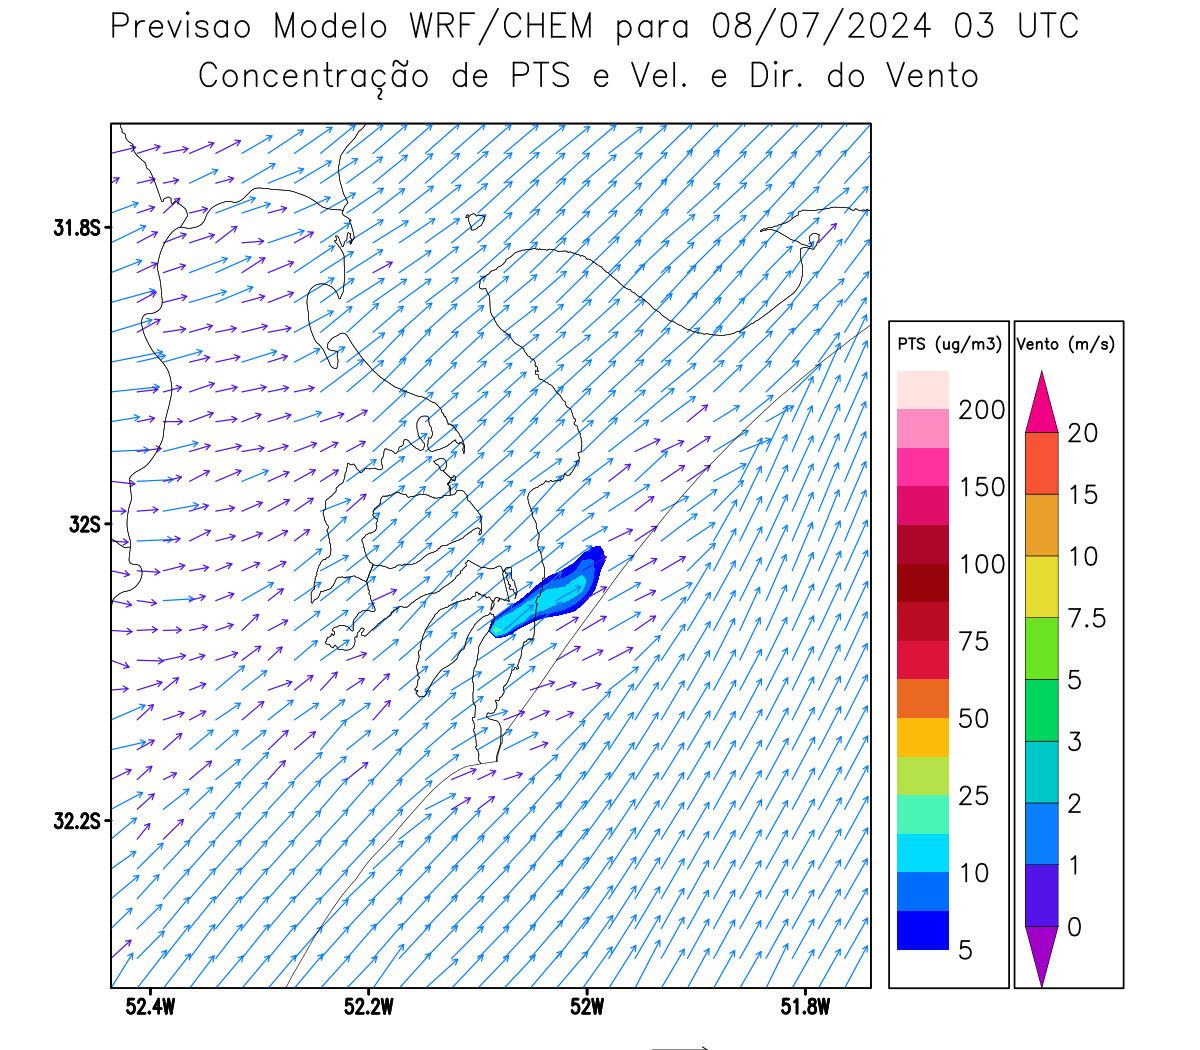 Previsao Modelo WRF/CHEM para 08/07/2024 03 UTC
Concentração de PTS e Vel. e Dir. do Vento
31.8S
32S
32.2S
52.4W 52.2W 52W 51.8W
PTS (ug/m3)
200
150
100
75
50
25
10
5
Vento (m/s)
20
15
10
7.5
5
3
2
1
0